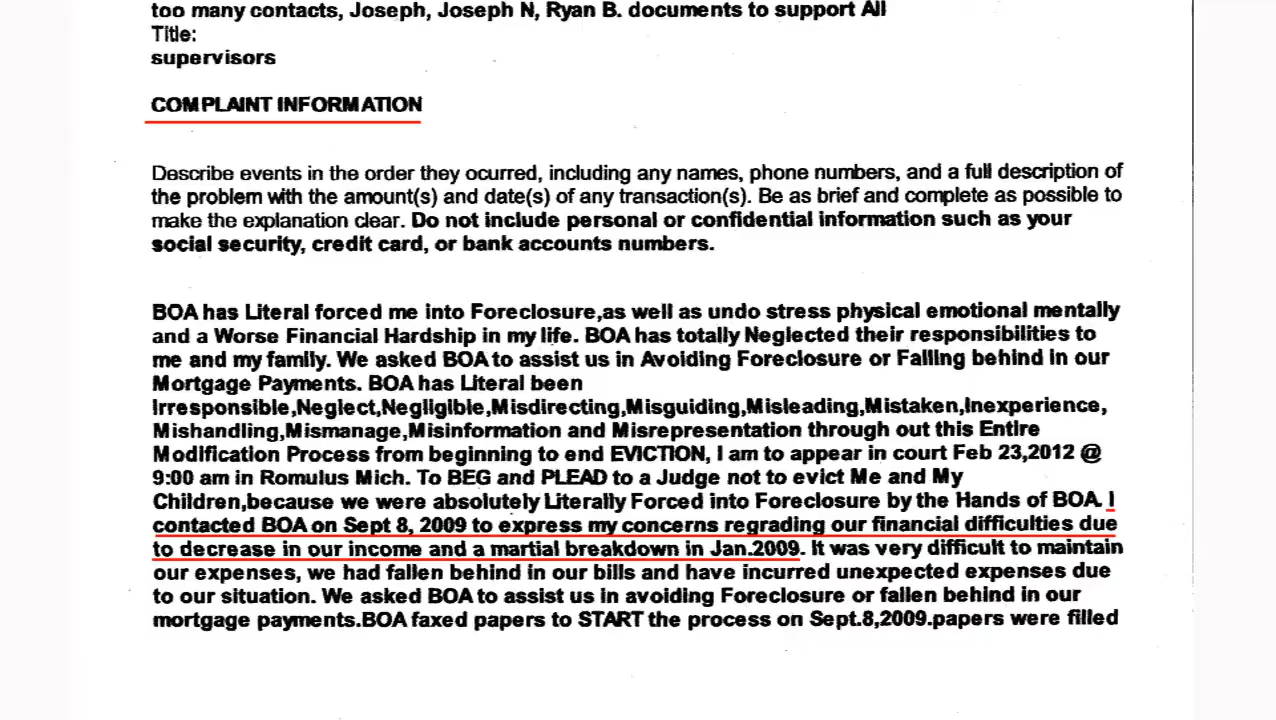 too many contacts, Joseph, Joseph N, Ryan B. documents to support All
Title:
supervisors
COMPLAINT INFORMATION
Describe events in the order they ocurred, including any names, phone numbers, and a full description of
the problem with the amount(s) and date(s) of any transaction(s). Be as brief and complete as possible to
make the explanation clear. Do not include personal or confidential information such as your
social security, credit card, or bank accounts numbers.
BOA has Literal forced me into Foreclosure,as well as undo stress physical emotional mentally
and a Worse Financial Hardship in my life. BOA has totally Neglected their responsibilities to
me and my family. We asked BOA to assist us in Avoiding Foreclosure or Falling behind in our
Mortgage Payments. BOA has Literal been
Irresponsible,Neglect,Negligible,Misdirecting,Misguiding,Misleading,Mistaken,Inexperience,
Mishandling,Mismanage,Misinformation and Misrepresentation through out this Entire
Modification Process from beginning to end EVICTION, I am to appear in court Feb 23,2012 @
9:00 am in Romulus Mich. To BEG and PLEAD to a Judge not to evict Me and My
Children,because we were absolutely Literally Forced into Foreclosure by the Hands of BOA. I
contacted BOA on Sept 8, 2009 to express my concerns regrading our financial difficulties due
to decrease in our income and a martial breakdown in Jan.2009. It was very difficult to maintain
our expenses, we had fallen behind in our bills and have incurred unexpected expenses due
to our situation. We asked BOA to assist us in avoiding Foreclosure or fallen behind in our
mortgage payments.BOA faxed papers to START the process on Sept.8,2009.papers were filled